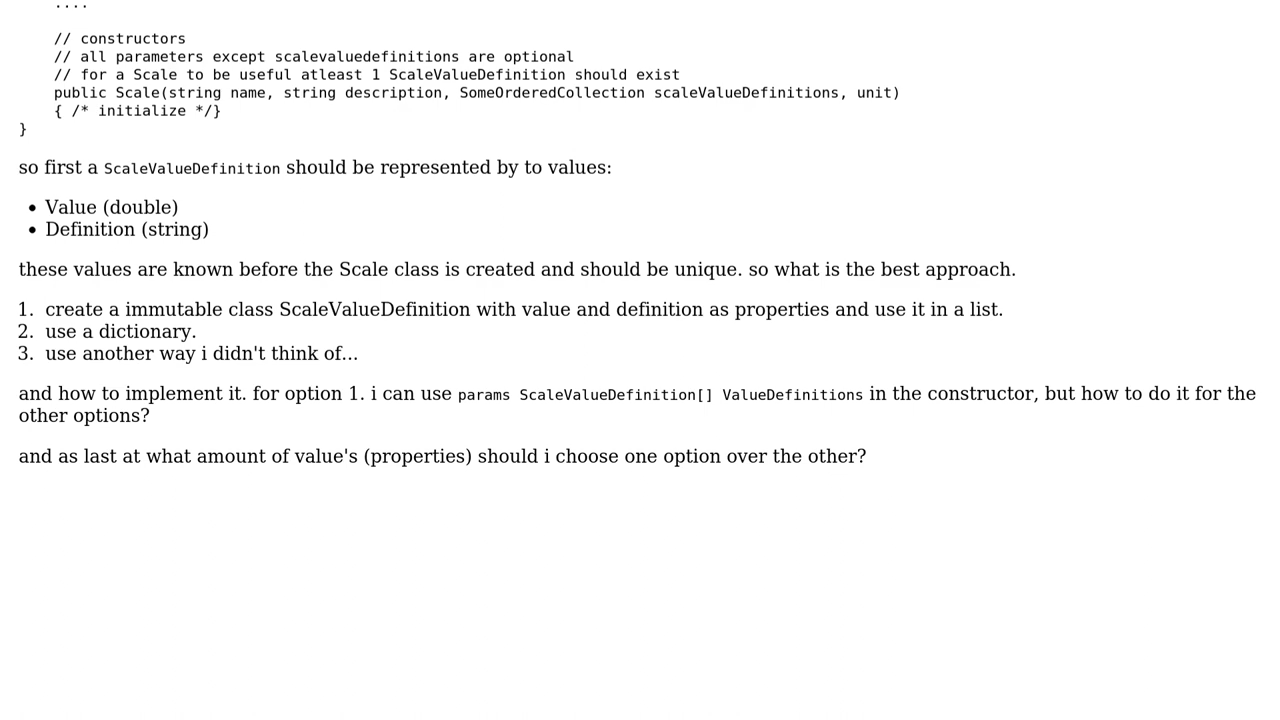 ....
// constructors
// all parameters except scalevaluedefinitions are optional
// for a Scale to be useful atleast 1 ScaleValueDefinition should exist
public Scale(string name, string description, SomeOrderedCollection scaleValueDefinitions, unit)
{ /* initialize */}
}
so first a ScaleValueDefinition should be represented by to values:
• Value (double)
• Definition (string)
these values are known before the Scale class is created and should be unique. so what is the best approach.
1. create a immutable class ScaleValueDefinition with value and definition as properties and use it in a list.
2. use a dictionary.
3. use another way i didn't think of...
and how to implement it. for option 1. i can use params ScaleValueDefinition[] ValueDefinitions in the constructor, but how to do it for the
other options?
and as last at what amount of value's (properties) should i choose one option over the other?